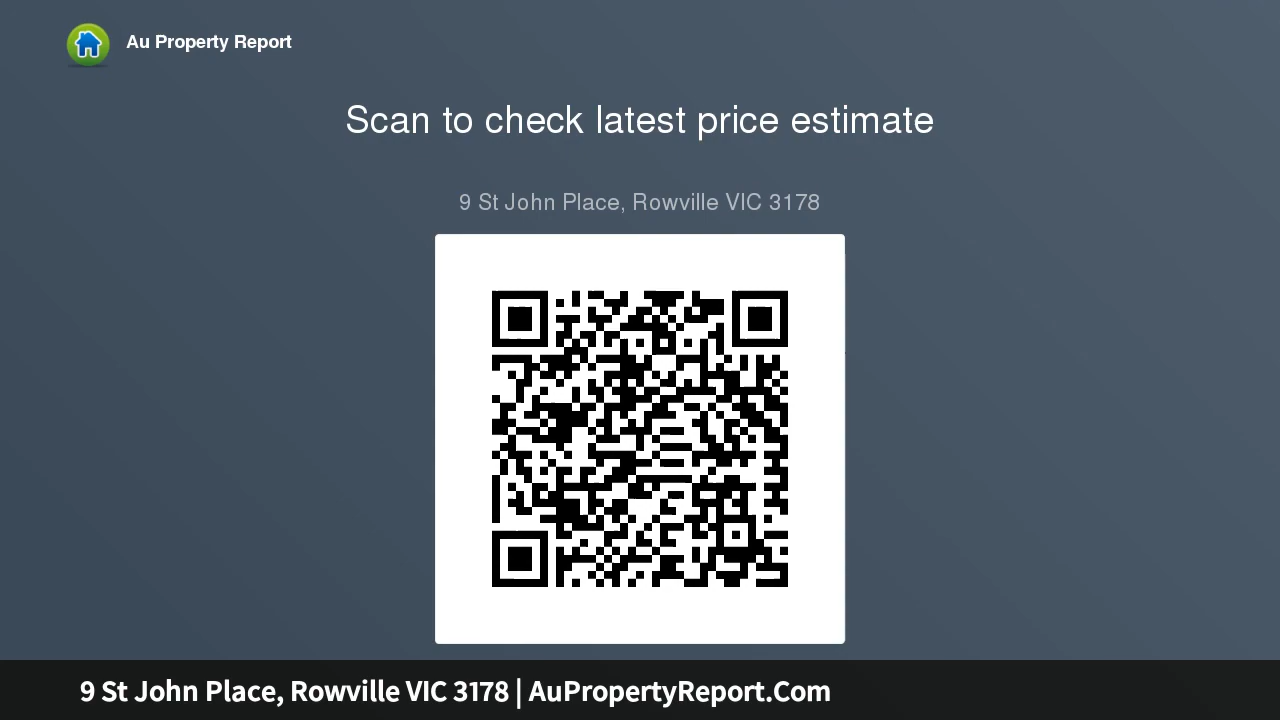 Au Property Report
Scan to check latest price estimate
9 St John Place, Rowville VIC 3178
9 St John Place, Rowville VIC 3178 | AuPropertyReport.Com